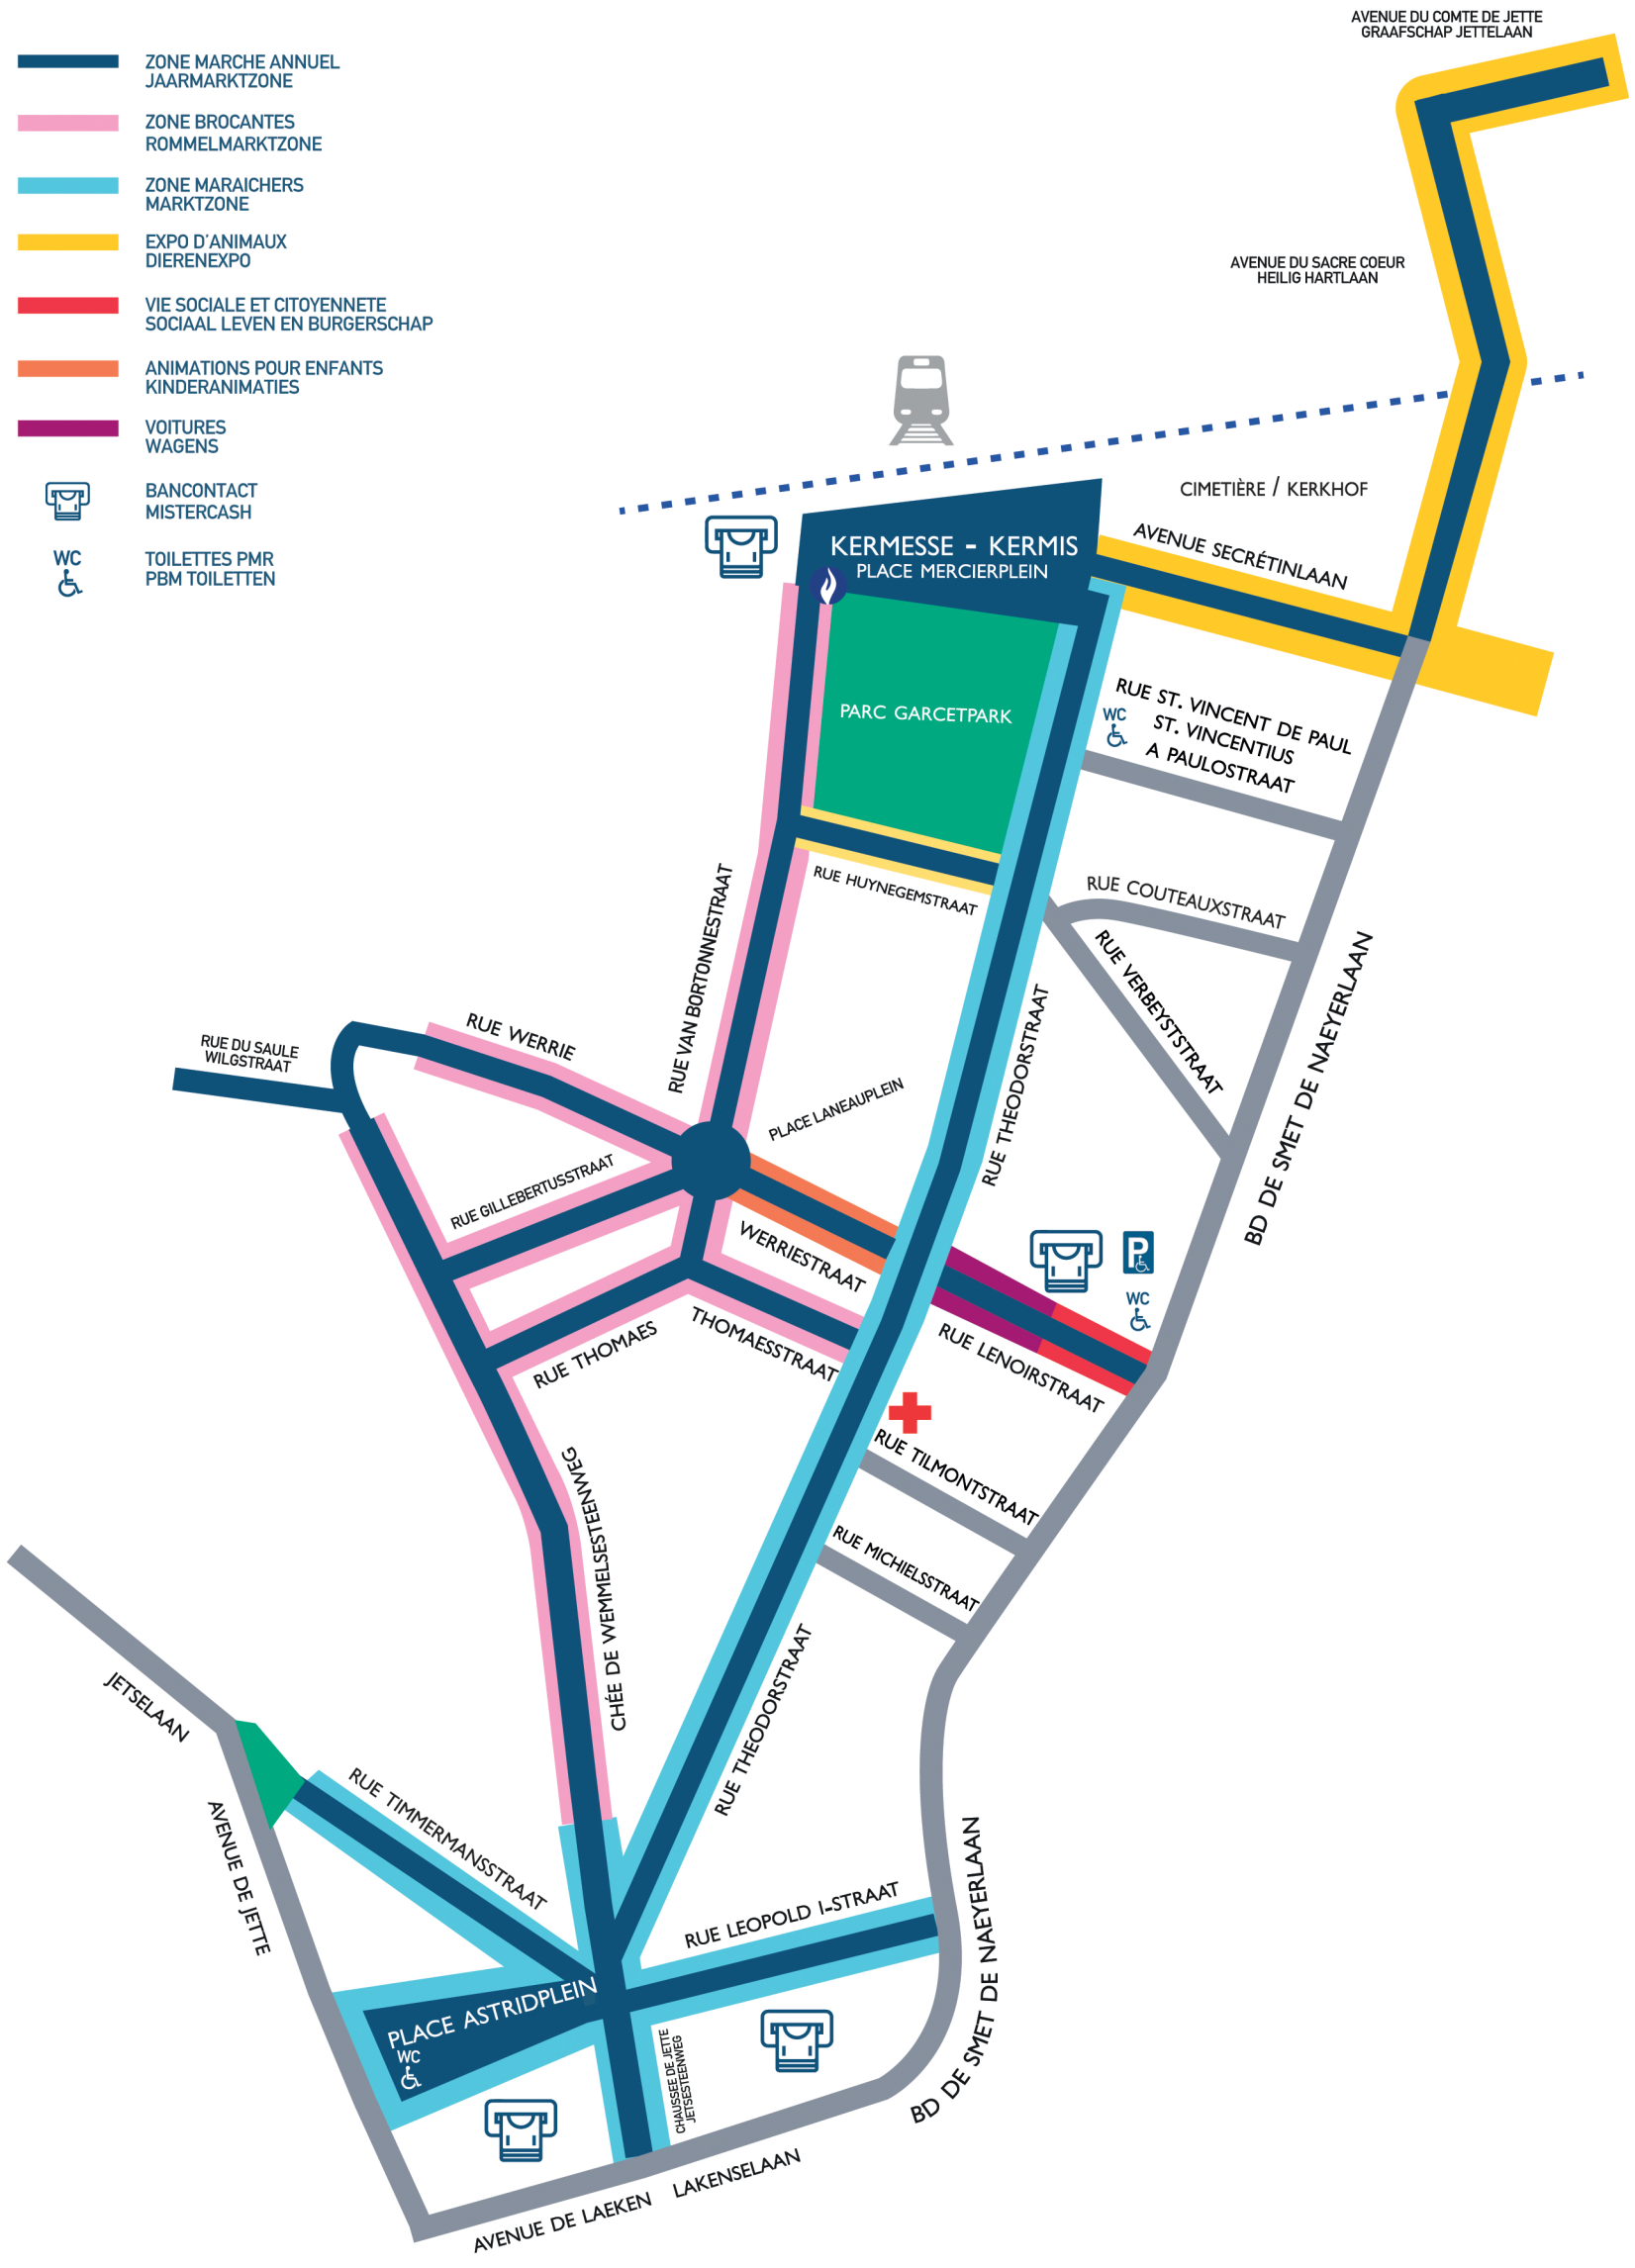 ZONE MARCHE ANNUEL
JAARMARKTZONE
ZONE BROCANTES
ROMMELMARKTZONE
ZONE MARAICHERS
MARKTZONE
EXPO D'ANIMAUX
DIERENEXPO
VIE SOCIALE ET CITOYENNETE
SOCIAAL LEVEN EN BURGERSCHAP
ANIMATIONS POUR ENFANTS
KINDERANIMATIES
VOITURES
WAGENS
BANCONTACT
MISTERCASH
WC
TOILETTES PMR
PBM TOILETTEN
AVENUE DU COMTE DE JETTE
GRAAFSCHAP JETTELAAN
AVENUE DU SACRE COEUR
HEILIG HARTLAAN
CIMETIÈRE / KERKHOF
AVENUE SECRÉTINLAAN
KERMESSE - KERMIS
PLACE MERCIERPLEIN
PARC GARCETPARK
RUE ST. VINCENT DE PAUL
ST. VINCENTIUS
A PAULOSTRAAT
WC
RUE HUYNEGEMSTRAAT
RUE COUTEAUXSTRAAT
RUE VERBEYTSTRAAT
BD DE SMET DE NAEYERLAAN
RUE VAN BORTONNESTRAAT
RUE THEODORSTRAAT
RUE WERRIE
RUE DU SAULE
WILGSTRAAT
PLACE LANEAUPLEIN
RUE GILLEBERTUSSTRAAT
WERRIESTRAAT
P
WC
RUE LENOIRSTRAAT
RUE THOMAES
THOMAESSTRAAT
RUE TILMONTSTRAAT
RUE MICHIELSSTRAAT
CHÉE DE WEMMELSESTEENWEG
RUE THEODORSTRAAT
JETSELAAN
AVENUE DE JETTE
RUE TIMMERMANSSTRAAT
RUE LEOPOLD I-STRAAT
BD DE SMET DE NAEYERLAAN
PLACE ASTRIDPLEIN
WC
CHAUSSEE DE JETTE
JETSESTEENWEG
AVENUE DE LAEKEN LAKENSELAAN